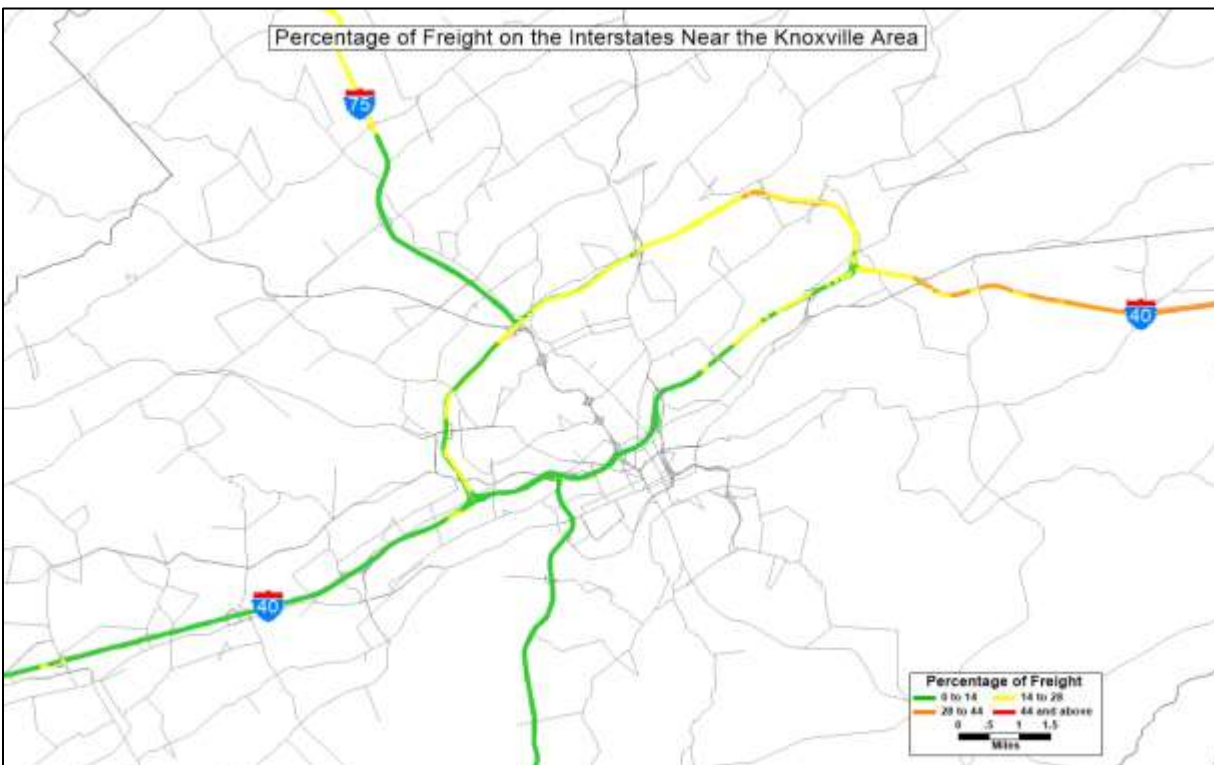 Percentage of Freight on the Interstates Near the Knoxville Area
75
40
40
Percentage of Freight
0 to 14 14 to 28
28 to 44 44 and above
0 .5 1 1.5
Miles